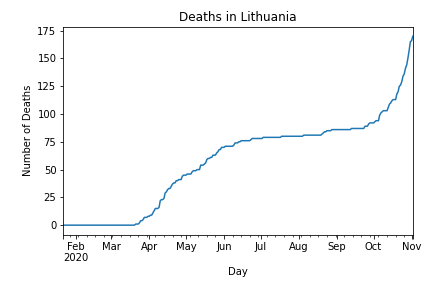 Deaths in Lithuania
Number of Deaths
175
150
125
100
75
50
25
0
Feb Mar Apr May Jun Jul Aug Sep Oct Nov
2020
Day